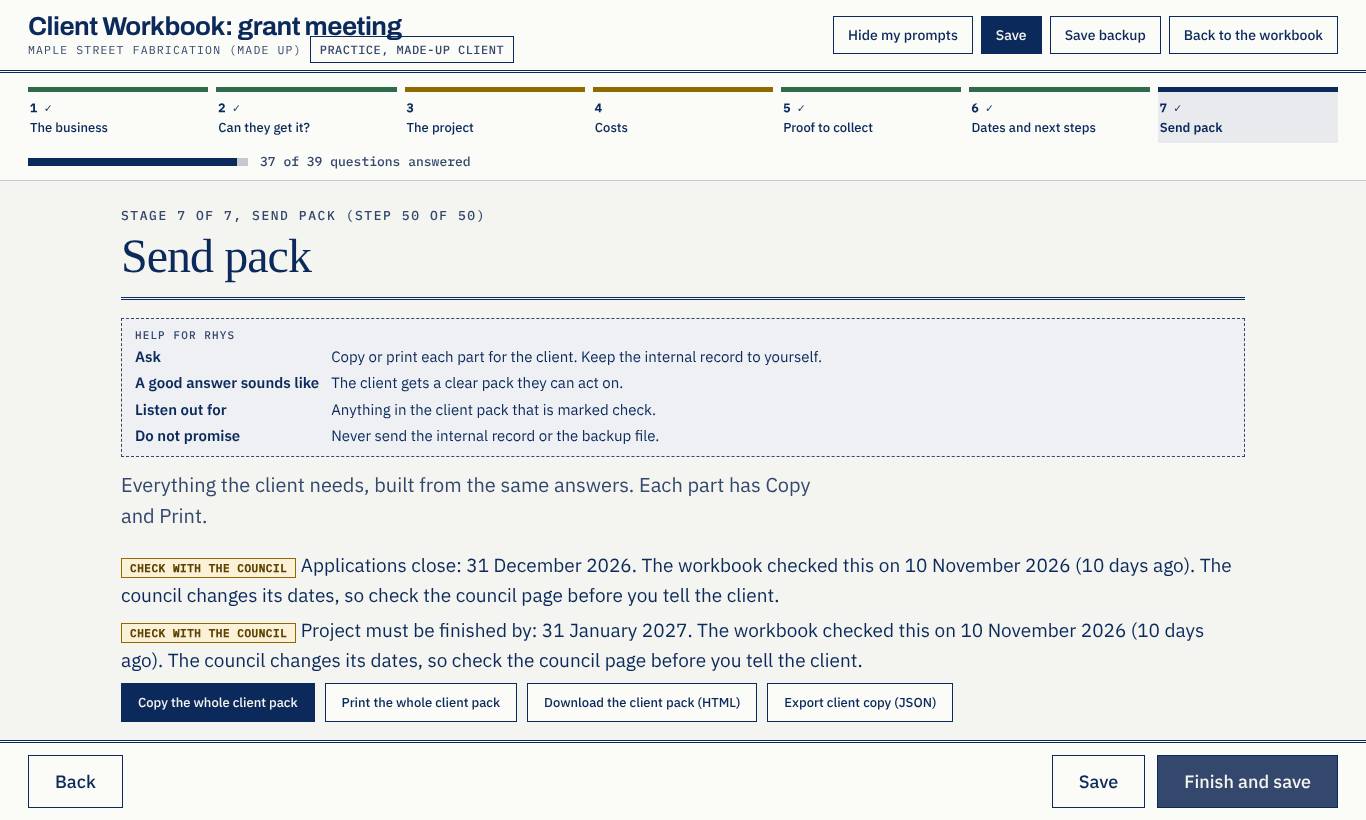 Client Workbook: grant meeting
MAPLE STREET FABRICATION (MADE UP)
PRACTICE, MADE-UP CLIENT
Hide my prompts
Save
Save backup
Back to the workbook
1 ✓
The business
2 ✓
Can they get it?
3
The project
4
Costs
5 ✓
Proof to collect
6 ✓
Dates and next steps
7 ✓
Send pack
37 of 39 questions answered
STAGE 7 OF 7, SEND PACK (STEP 50 OF 50)
Send pack
HELP FOR RHYS
Ask Copy or print each part for the client. Keep the internal record to yourself.
A good answer sounds like The client gets a clear pack they can act on.
Listen out for Anything in the client pack that is marked check.
Do not promise Never send the internal record or the backup file.
Everything the client needs, built from the same answers. Each part has Copy
and Print.
CHECK WITH THE COUNCIL Applications close: 31 December 2026. The workbook checked this on 10 November 2026 (10 days ago). The
council changes its dates, so check the council page before you tell the client.
CHECK WITH THE COUNCIL Project must be finished by: 31 January 2027. The workbook checked this on 10 November 2026 (10 days
ago). The council changes its dates, so check the council page before you tell the client.
Copy the whole client pack
Print the whole client pack
Download the client pack (HTML)
Export client copy (JSON)
Back
Save
Finish and save